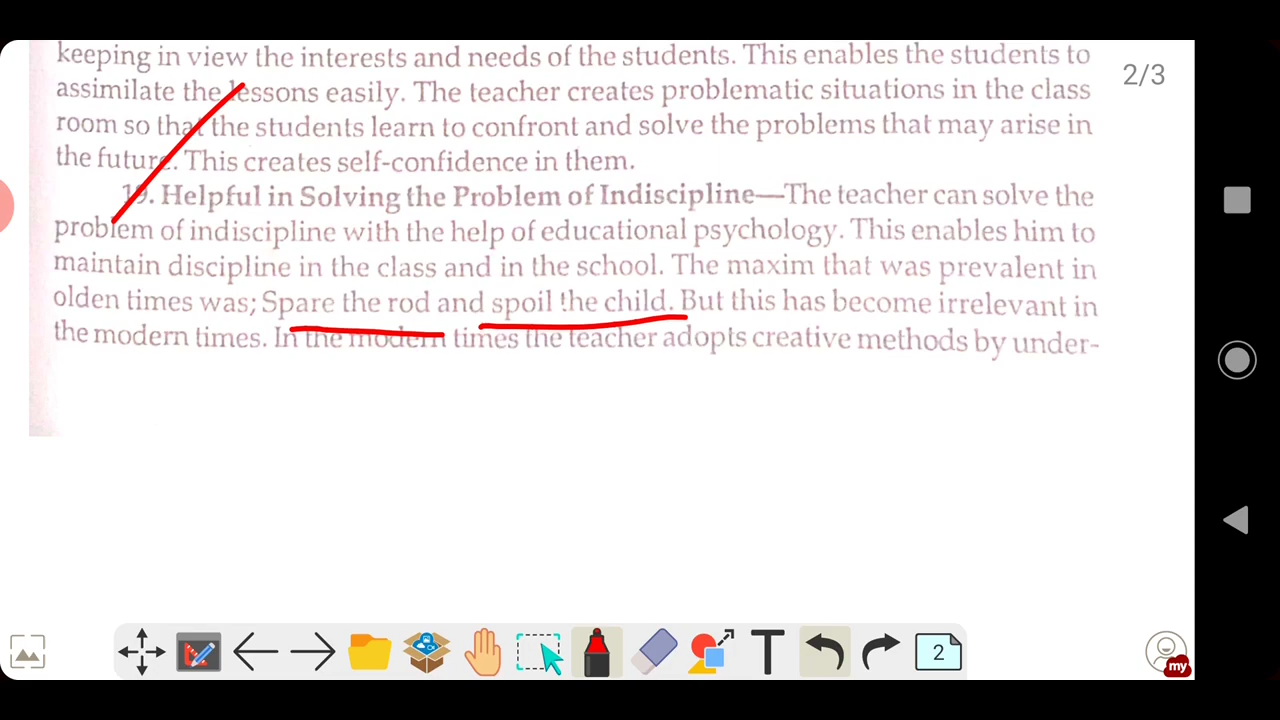 keeping in view the interests and needs of the students. This enables the students to
2/3
assimilate the lessons easily. The teacher creates problematic situations in the class
room so that the students learn to confront and solve the problems that may arise in
the future. This creates self-confidence in them.
19. Helpful in Solving the Problem of Indiscipline—The teacher can solve the
problem of indiscipline with the help of educational psychology. This enables him to
maintain discipline in the class and in the school. The maxim that was prevalent in
olden times was; Spare the rod and spoil the child. But this has become irrelevant in
the modern times. In the modern times the teacher adopts creative methods by under-
T
2
my